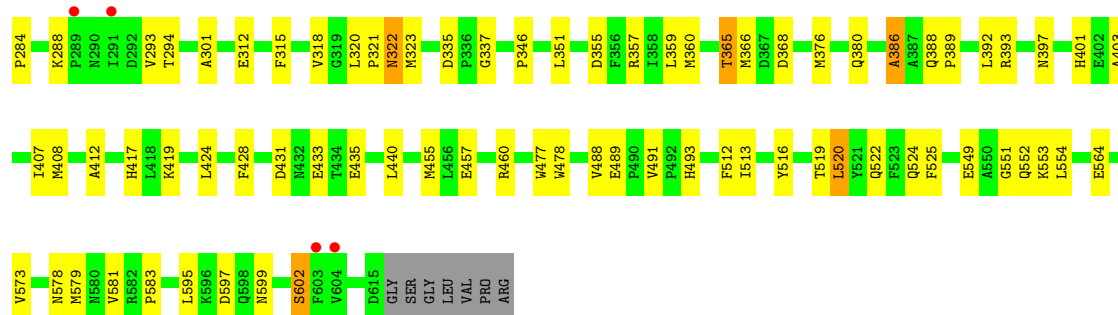 P284 K288 P289 N290 I291 D292 V293 T294 A301 E312 F315 V318 G319 L320 P321 N322 M323 D335 P336 G337 P346 L351 D355 F356 R357 I358 L359 M360 T365 M366 D367 D368 M376 Q380 A386 A387 Q388 P389 L392 R393 N397 H401 E402 A403
I407 M408 A412 H417 L418 K419 L424 F428 D431 N432 E433 T434 E435 L440 M455 L456 E457 R460 W477 W478 V488 E489 P490 V491 P492 H493 F512 I513 Y516 T519 L520 Y521 Q522 F523 Q524 F525 E549 A550 G551 Q552 K553 L554 E564
V573 N578 M579 N580 V581 R582 P583 L595 K596 D597 Q598 N599 S602 F603 V604 D615 GLY SER GLY LEU VAL PRO ARG